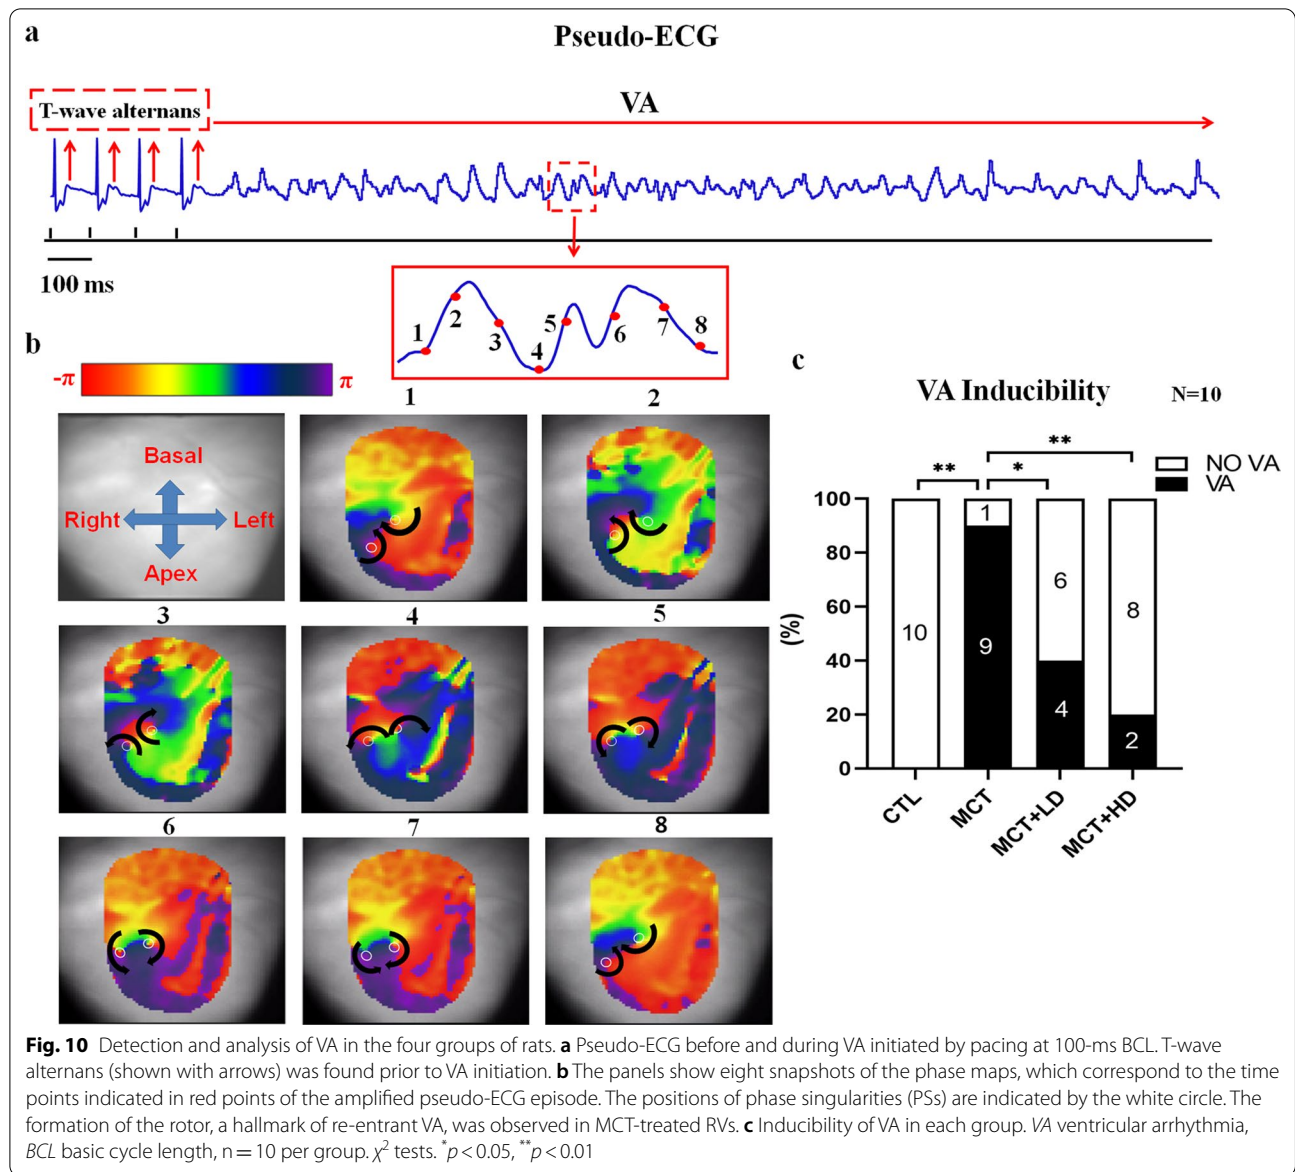 a
Pseudo-ECG
T-wave alternans
VA
100 ms
1
2
3
4
5
6
7
8
b
-π
π
Basal
Right
Left
Apex
1
2
3
4
5
6
7
8
c
VA Inducibility
N=10
**
**
*
NO VA
VA
(%)
100
80
60
40
20
0
10
1
9
6
4
8
2
CTL
MCT
MCT+LD
MCT+HD
Fig. 10 Detection and analysis of VA in the four groups of rats. a Pseudo-ECG before and during VA initiated by pacing at 100-ms BCL. T-wave
alternans (shown with arrows) was found prior to VA initiation. b The panels show eight snapshots of the phase maps, which correspond to the time
points indicated in red points of the amplified pseudo-ECG episode. The positions of phase singularities (PSs) are indicated by the white circle. The
formation of the rotor, a hallmark of re-entrant VA, was observed in MCT-treated RVs. c Inducibility of VA in each group. VA ventricular arrhythmia,
BCL basic cycle length, n = 10 per group. χ² tests. *p < 0.05, **p < 0.01